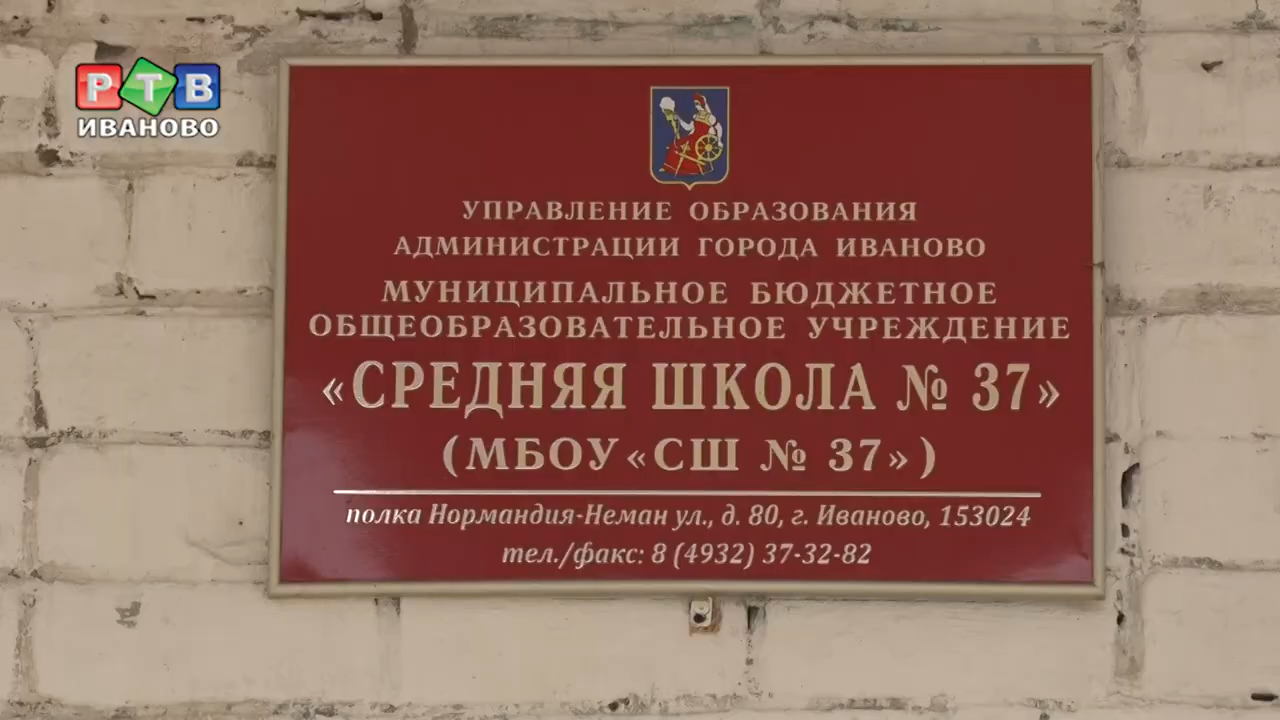 РТВ
ИВАНОВО
УПРАВЛЕНИЕ ОБРАЗОВАНИЯ
АДМИНИСТРАЦИИ ГОРОДА ИВАНОВО
МУНИЦИПАЛЬНОЕ БЮДЖЕТНОЕ
ОБЩЕОБРАЗОВАТЕЛЬНОЕ УЧРЕЖДЕНИЕ
«СРЕДНЯЯ ШКОЛА № 37»
(МБОУ «СШ № 37»)
полка Нормандия-Неман ул., д. 80, г. Иваново, 153024
тел./факс: 8 (4932) 37-32-82